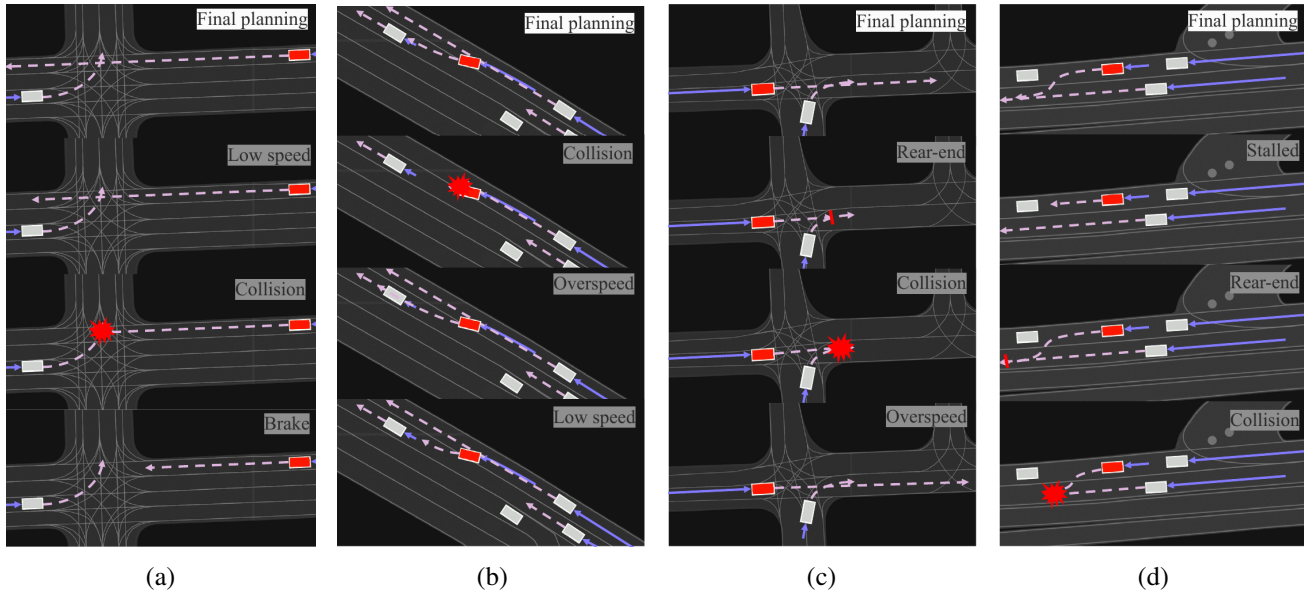 Final planning
Low speed
Collision
Brake
(a)
Final planning
Collision
Overspeed
Low speed
(b)
Final planning
Rear-end
Collision
Overspeed
(c)
Final planning
Stalled
Rear-end
Collision
(d)